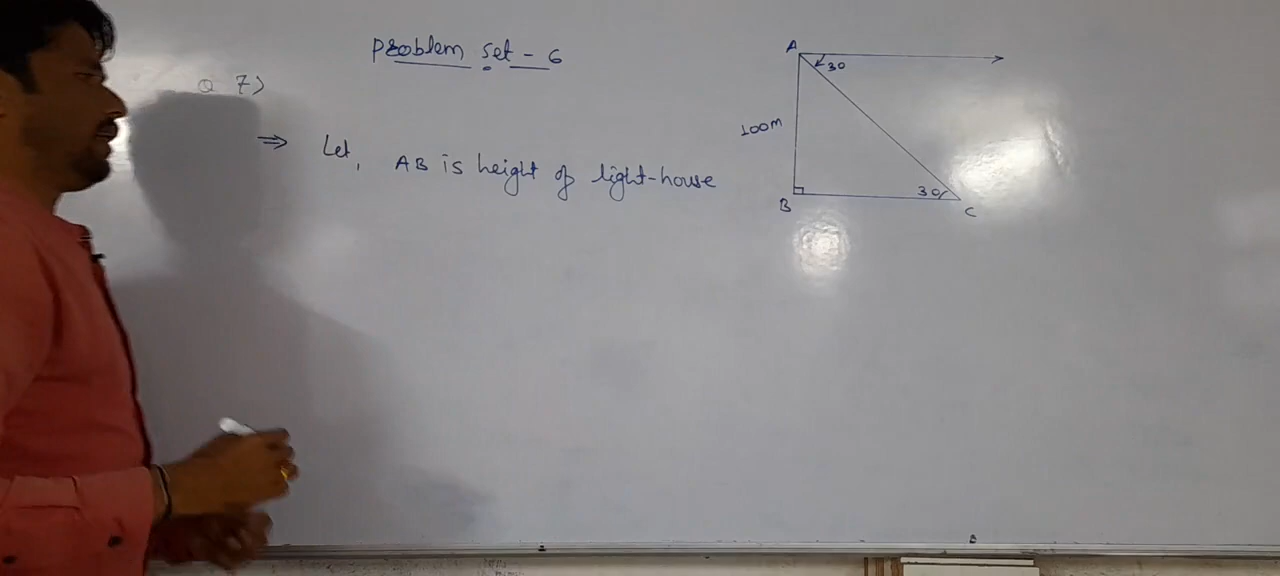 Problem set - 6
Q 7)
⇒ Let, AB is height of light-house
A
30
100m
B
30
C